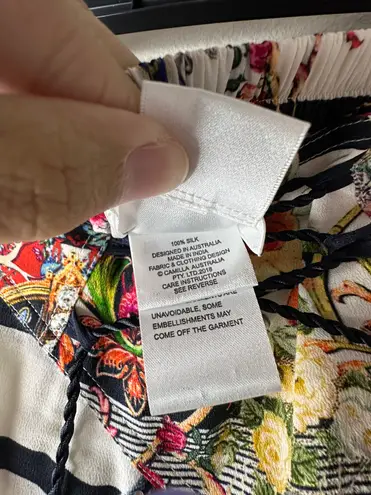 100% SILK
DESIGNED IN AUSTRALIA
MADE IN INDIA
FABRIC & CLOTHING DESIGN
© CAMILLA AUSTRALIA
PTY. LTD.2018
CARE INSTRUCTIONS
SEE REVERSE
UNAVOIDABLE, SOME
EMBELLISHMENTS MAY
COME OFF THE GARMENT